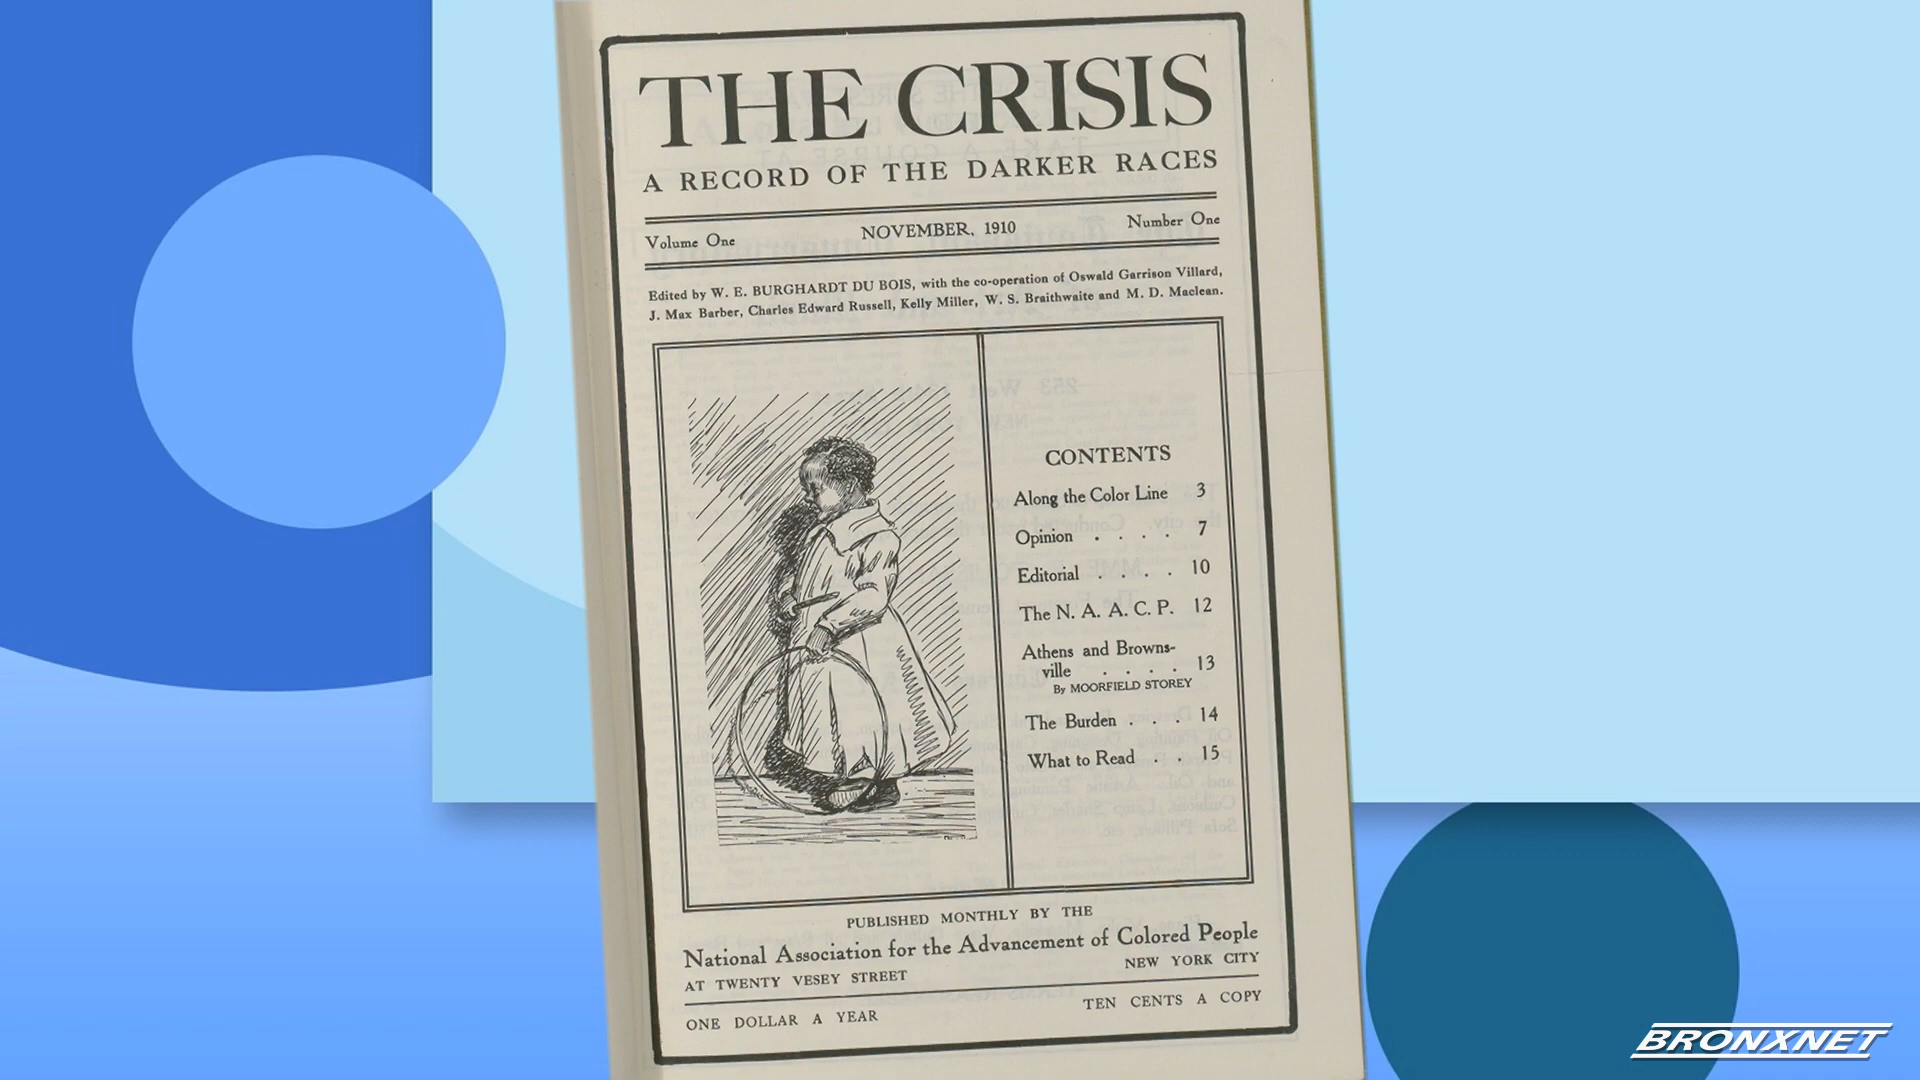 THE CRISIS
A RECORD OF THE DARKER RACES
Volume One NOVEMBER, 1910 Number One
Edited by W. E. BURGHARDT DU BOIS, with the co-operation of Oswald Garrison Villard,
J. Max Barber, Charles Edward Russell, Kelly Miller, W. S. Braithwaite and M. D. Maclean.
CONTENTS
Along the Color Line 3
Opinion . . . . 7
Editorial . . . . 10
The N. A. A. C. P. 12
Athens and Browns-
ville . . . . 13
By MOORFIELD STOREY
The Burden . . . 14
What to Read . . 15
PUBLISHED MONTHLY BY THE
National Association for the Advancement of Colored People
AT TWENTY VESEY STREET NEW YORK CITY
ONE DOLLAR A YEAR TEN CENTS A COPY
BRONXNET